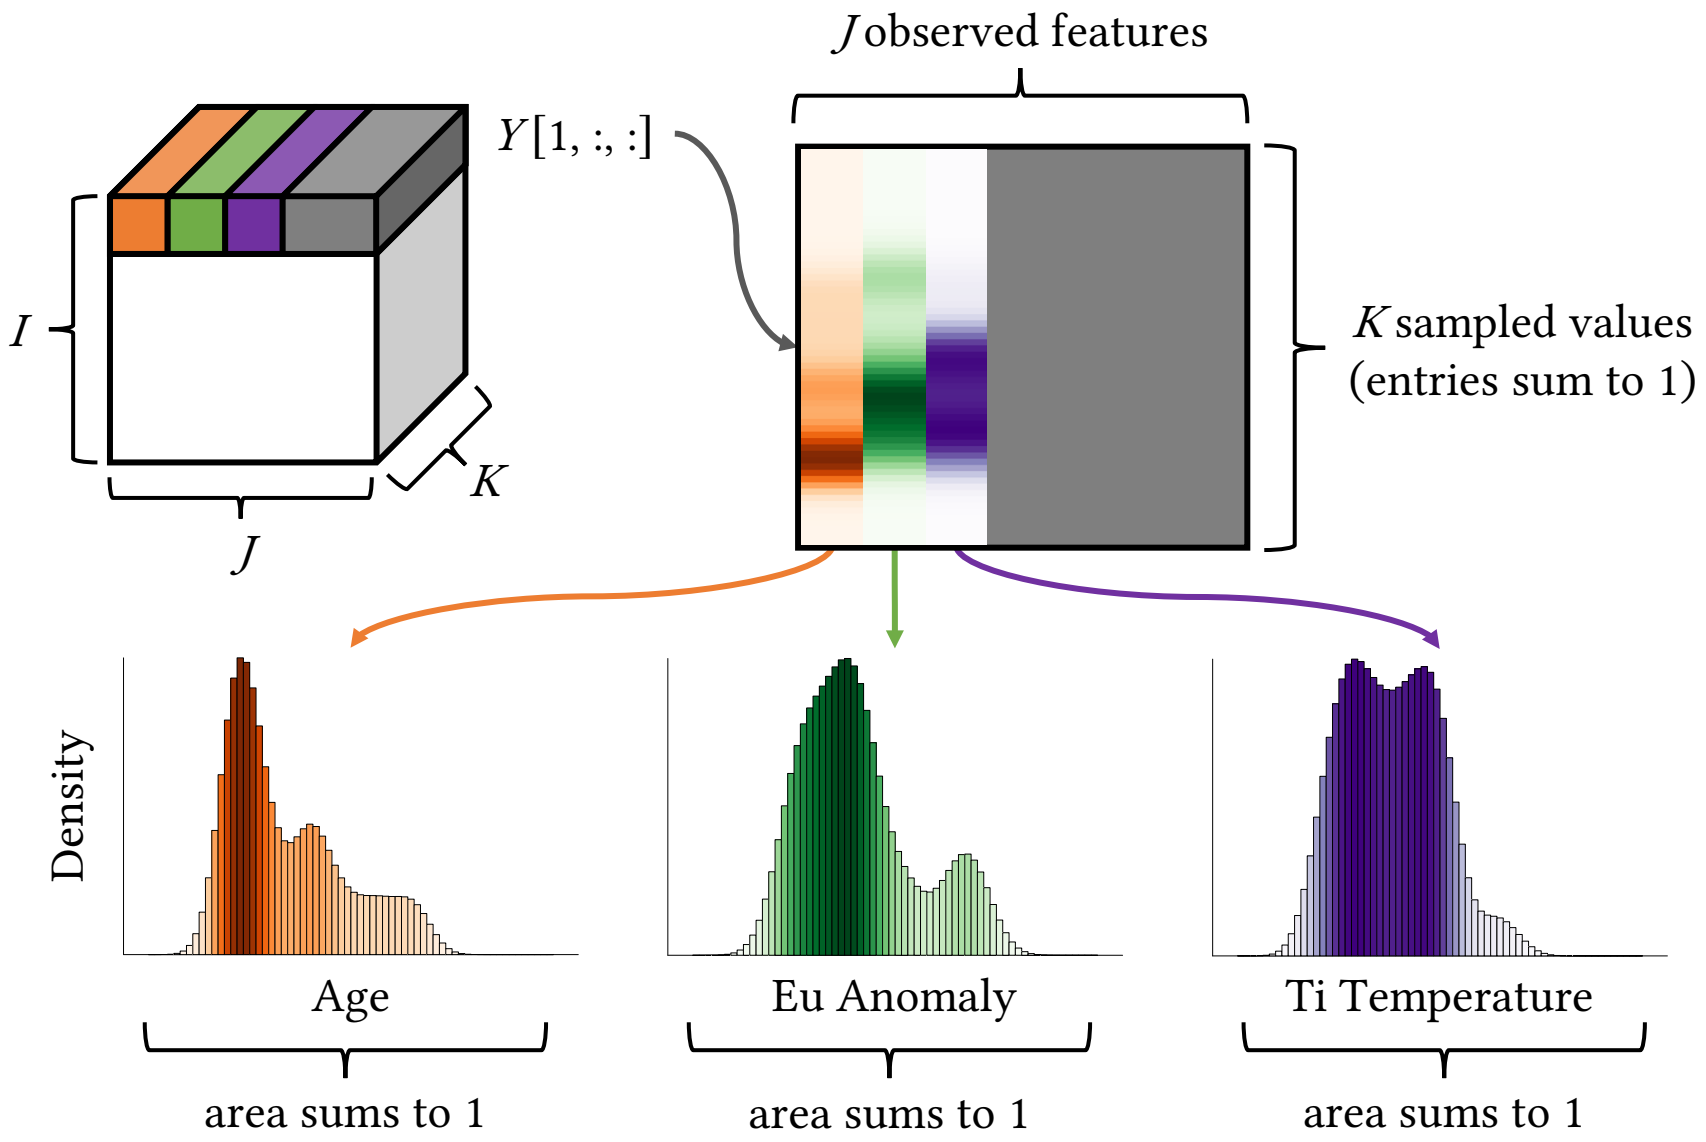 J observed features
Y[1, :, :]
I
K
J
K sampled values
(entries sum to 1)
Density
Age
Eu Anomaly
Ti Temperature
area sums to 1
area sums to 1
area sums to 1